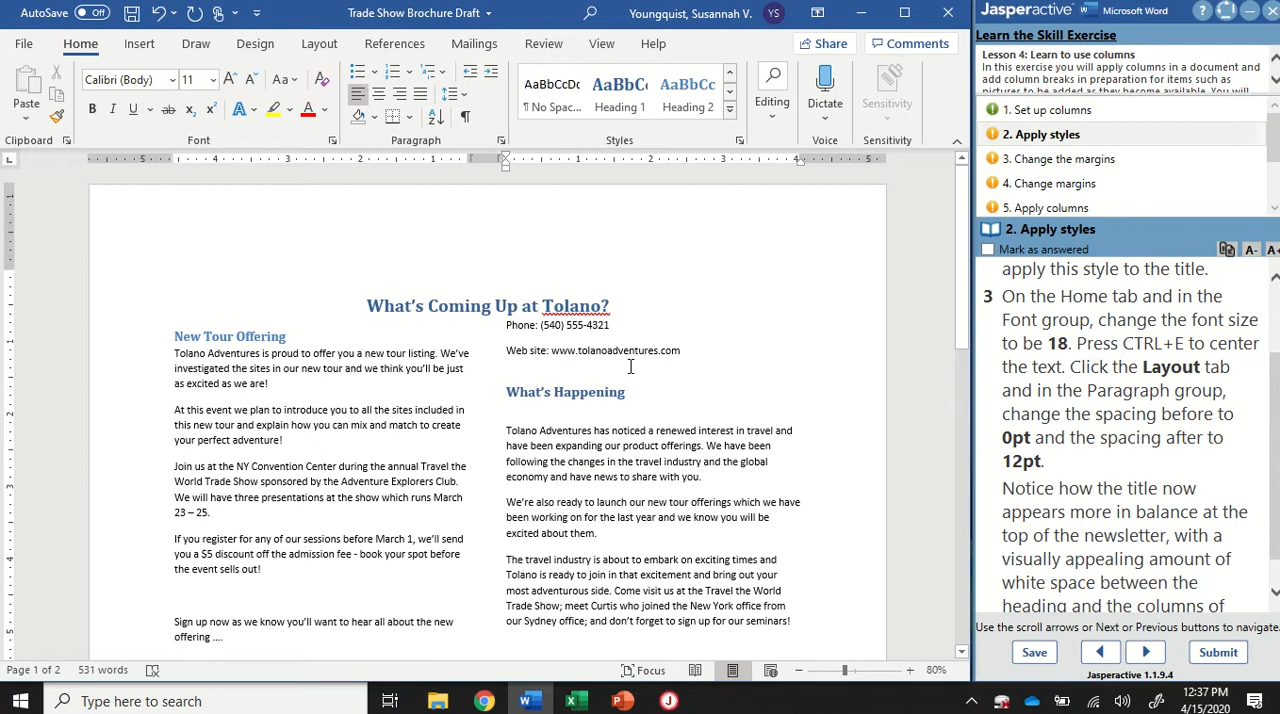 AutoSave Off
Trade Show Brochure Draft
Youngquist, Susannah V.
YS
File
Home
Insert
Draw
Design
Layout
References
Mailings
Review
View
Help
Share
Comments
Paste
Clipboard
Calibri (Body)
11
Font
Paragraph
AaBbCcDc
¶ No Spac...
AaBbC
Heading 1
AaBbCc
Heading 2
Styles
Editing
Dictate
Voice
Sensitivity
Sensitivity
What's Coming Up at Tolano?
New Tour Offering
Tolano Adventures is proud to offer you a new tour listing. We've
investigated the sites in our new tour and we think you'll be just
as excited as we are!
At this event we plan to introduce you to all the sites included in
this new tour and explain how you can mix and match to create
your perfect adventure!
Join us at the NY Convention Center during the annual Travel the
World Trade Show sponsored by the Adventure Explorers Club.
We will have three presentations at the show which runs March
23 – 25.
If you register for any of our sessions before March 1, we'll send
you a $5 discount off the admission fee - book your spot before
the event sells out!
Sign up now as we know you'll want to hear all about the new
offering ....
Phone: (540) 555-4321
Web site: www.tolanoadventures.com
What's Happening
Tolano Adventures has noticed a renewed interest in travel and
have been expanding our product offerings. We have been
following the changes in the travel industry and the global
economy and have news to share with you.
We're also ready to launch our new tour offerings which we have
been working on for the last year and we know you will be
excited about them.
The travel industry is about to embark on exciting times and
Tolano is ready to join in that excitement and bring out your
most adventurous side. Come visit us at the Travel the World
Trade Show; meet Curtis who joined the New York office from
our Sydney office; and don't forget to sign up for our seminars!
Page 1 of 2
531 words
Focus
80%
Jasperactive
Microsoft Word
Learn the Skill Exercise
Lesson 4: Learn to use columns
In this exercise you will apply columns in a document and
add column breaks in preparation for items such as
pictures to be added as they become available. You will
1. Set up columns
2. Apply styles
3. Change the margins
4. Change margins
5. Apply columns
2. Apply styles
Mark as answered
A-
A+
apply this style to the title.
3 On the Home tab and in the
Font group, change the font size
to be 18. Press CTRL+E to center
the text. Click the Layout tab
and in the Paragraph group,
change the spacing before to
0pt and the spacing after to
12pt.
Notice how the title now
appears more in balance at the
top of the newsletter, with a
visually appealing amount of
white space between the
heading and the columns of
Use the scroll arrows or Next or Previous buttons to navigate.
Save
Submit
Jasperactive 1.1.9.4
Type here to search
12:37 PM
4/15/2020